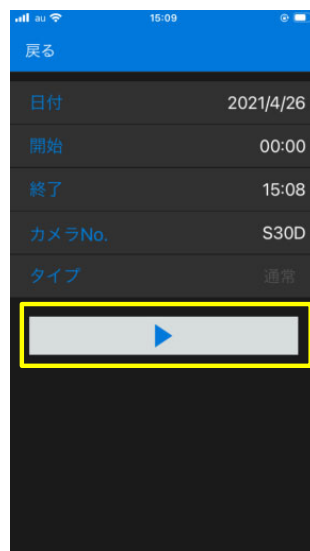 au 15:09
戻る
日付 2021/4/26
開始 00:00
終了 15:08
カメラNo. S30D
タイプ 通常